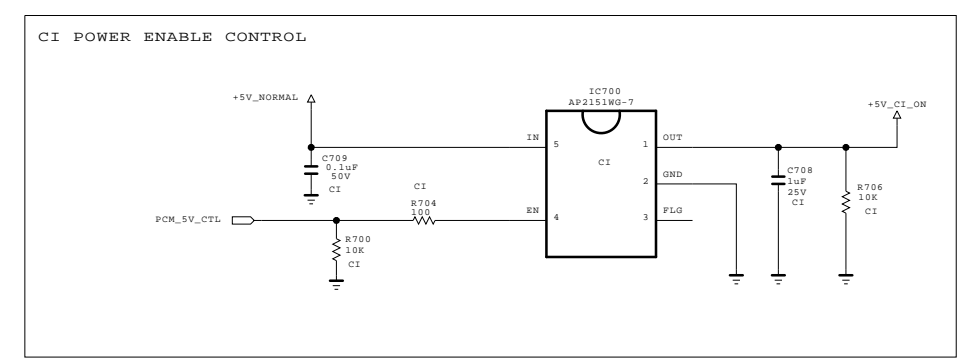 CI POWER ENABLE CONTROL
IC700
AP2151WG-7
+5V_NORMAL
+5V_CI_ON
IN
5
1
OUT
C709
0.1uF
50V
CI
CI
2
GND
C708
1uF
25V
CI
R706
10K
CI
CI
R704
100
PCM_5V_CTL
EN
4
3
FLG
R700
10K
CI